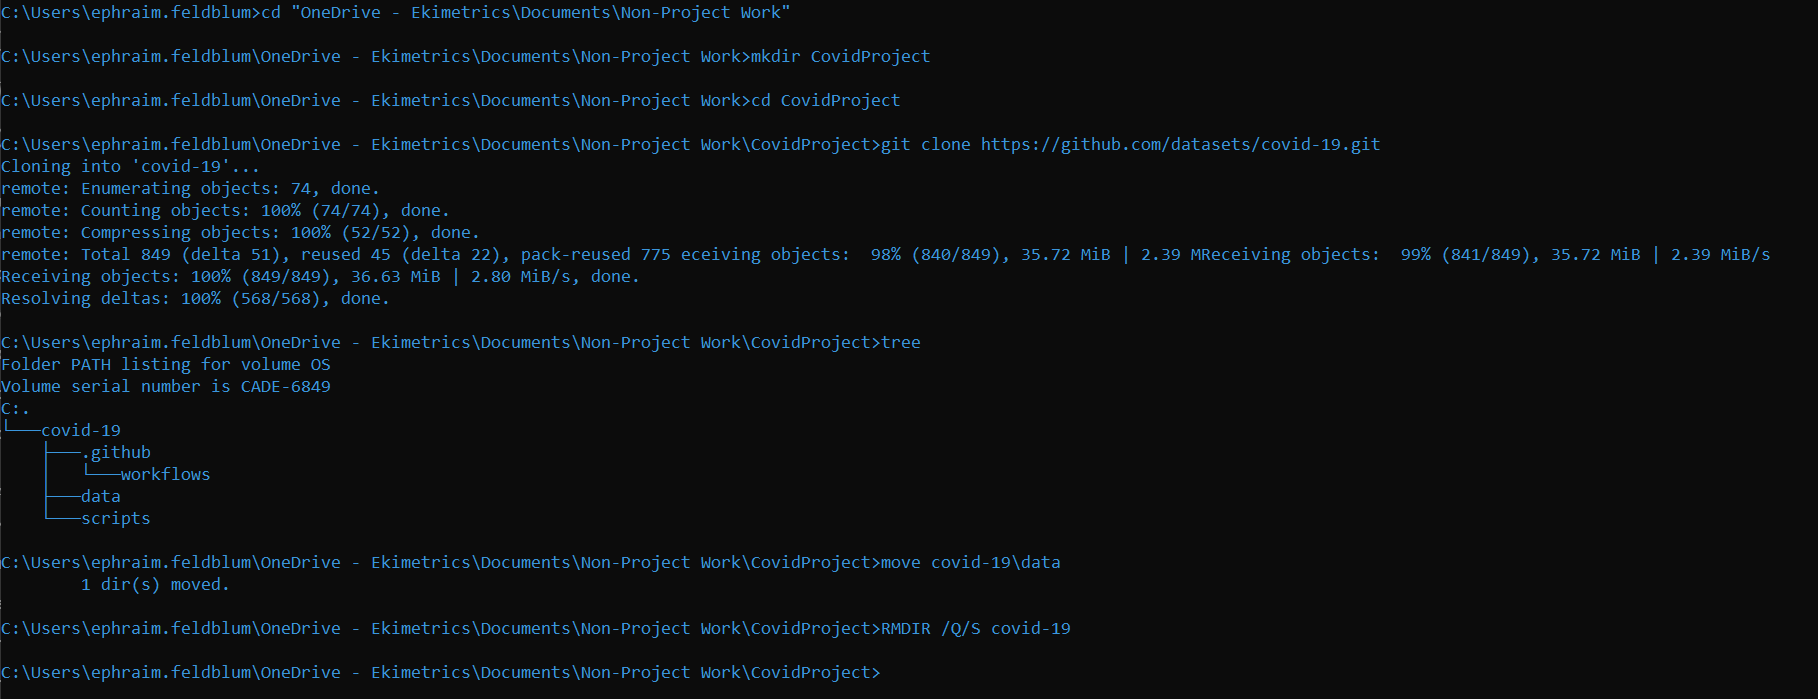 C:\Users\ephraim.feldblum>cd "OneDrive - Ekimetrics\Documents\Non-Project Work"
C:\Users\ephraim.feldblum\OneDrive - Ekimetrics\Documents\Non-Project Work>mkdir CovidProject
C:\Users\ephraim.feldblum\OneDrive - Ekimetrics\Documents\Non-Project Work>cd CovidProject
C:\Users\ephraim.feldblum\OneDrive - Ekimetrics\Documents\Non-Project Work\CovidProject>git clone https://github.com/datasets/covid-19.git
Cloning into 'covid-19'...
remote: Enumerating objects: 74, done.
remote: Counting objects: 100% (74/74), done.
remote: Compressing objects: 100% (52/52), done.
remote: Total 849 (delta 51), reused 45 (delta 22), pack-reused 775 eceiving objects:  98% (840/849), 35.72 MiB | 2.39 MReceiving objects:  99% (841/849), 35.72 MiB | 2.39 MiB/s
Receiving objects: 100% (849/849), 36.63 MiB | 2.80 MiB/s, done.
Resolving deltas: 100% (568/568), done.
C:\Users\ephraim.feldblum\OneDrive - Ekimetrics\Documents\Non-Project Work\CovidProject>tree
Folder PATH listing for volume OS
Volume serial number is CADE-6849
C:.
└───covid-19
    ├───.github
    │   └───workflows
    ├───data
    └───scripts
C:\Users\ephraim.feldblum\OneDrive - Ekimetrics\Documents\Non-Project Work\CovidProject>move covid-19\data
        1 dir(s) moved.
C:\Users\ephraim.feldblum\OneDrive - Ekimetrics\Documents\Non-Project Work\CovidProject>RMDIR /Q/S covid-19
C:\Users\ephraim.feldblum\OneDrive - Ekimetrics\Documents\Non-Project Work\CovidProject>